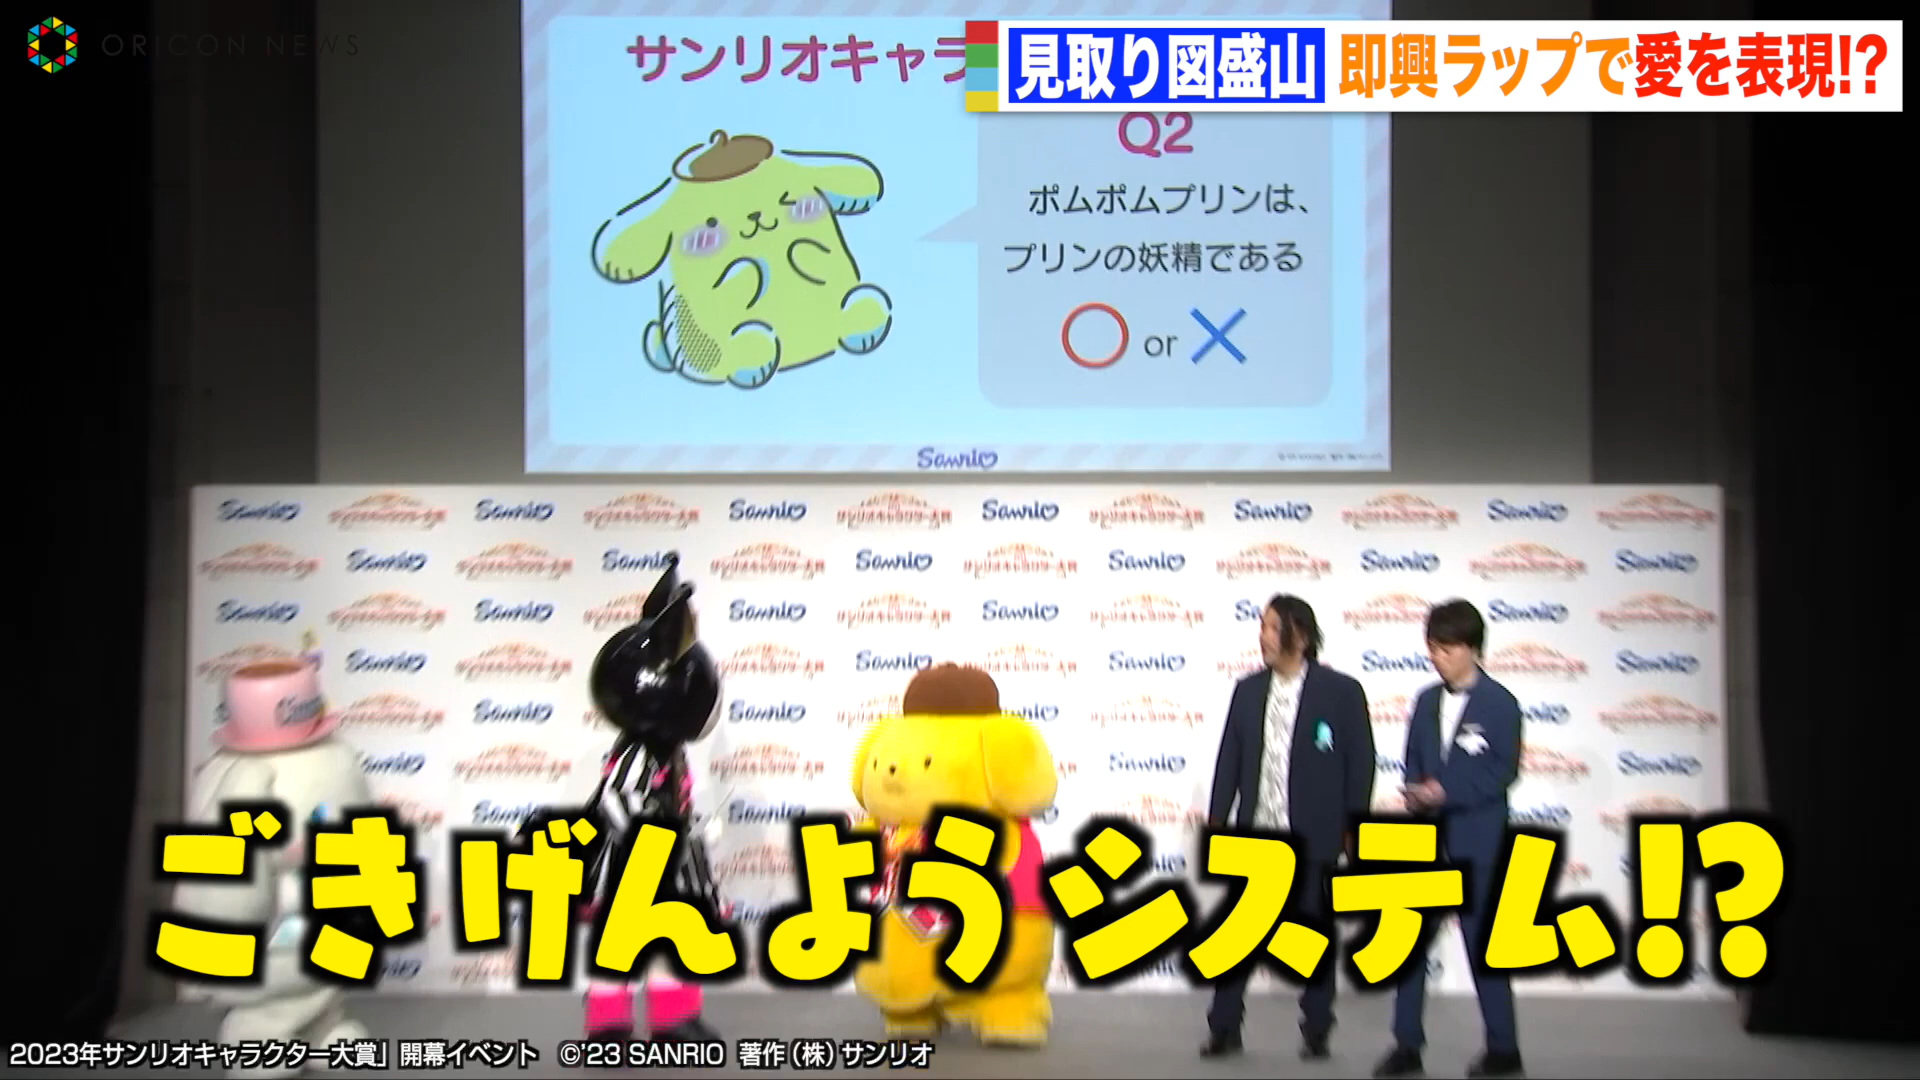 ORICON NEWS
見取り図盛山 即興ラップで愛を表現!?
サンリオキャラ
Q2
ポムポムプリンは、
プリンの妖精である
or
Sanrio
ごきげんようシステム!?
2023年サンリオキャラクター大賞」開幕イベント ©'23 SANRIO 著作(株)サンリオ